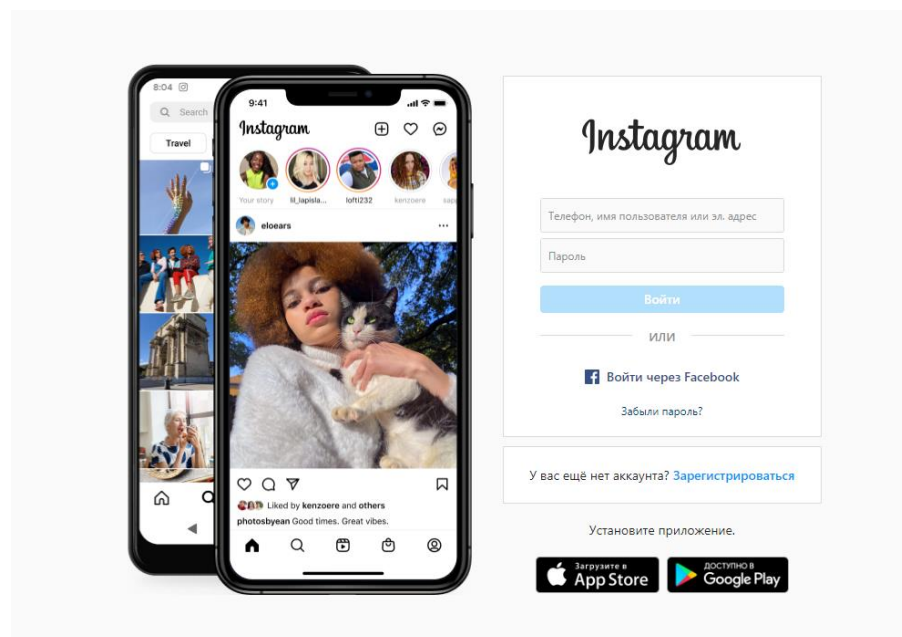 8:04
Search
Travel
9:41
Instagram
Your story
lil_lapisla...
lofti232
kenzoere
eloears
Liked by kenzoere and others
photosbyean Good times. Great vibes.
Instagram
Телефон, имя пользователя или эл. адрес
Пароль
Войти
ИЛИ
Войти через Facebook
Забыли пароль?
У вас ещё нет аккаунта? Зарегистрироваться
Установите приложение.
Загрузите в
App Store
ДОСТУПНО В
Google Play